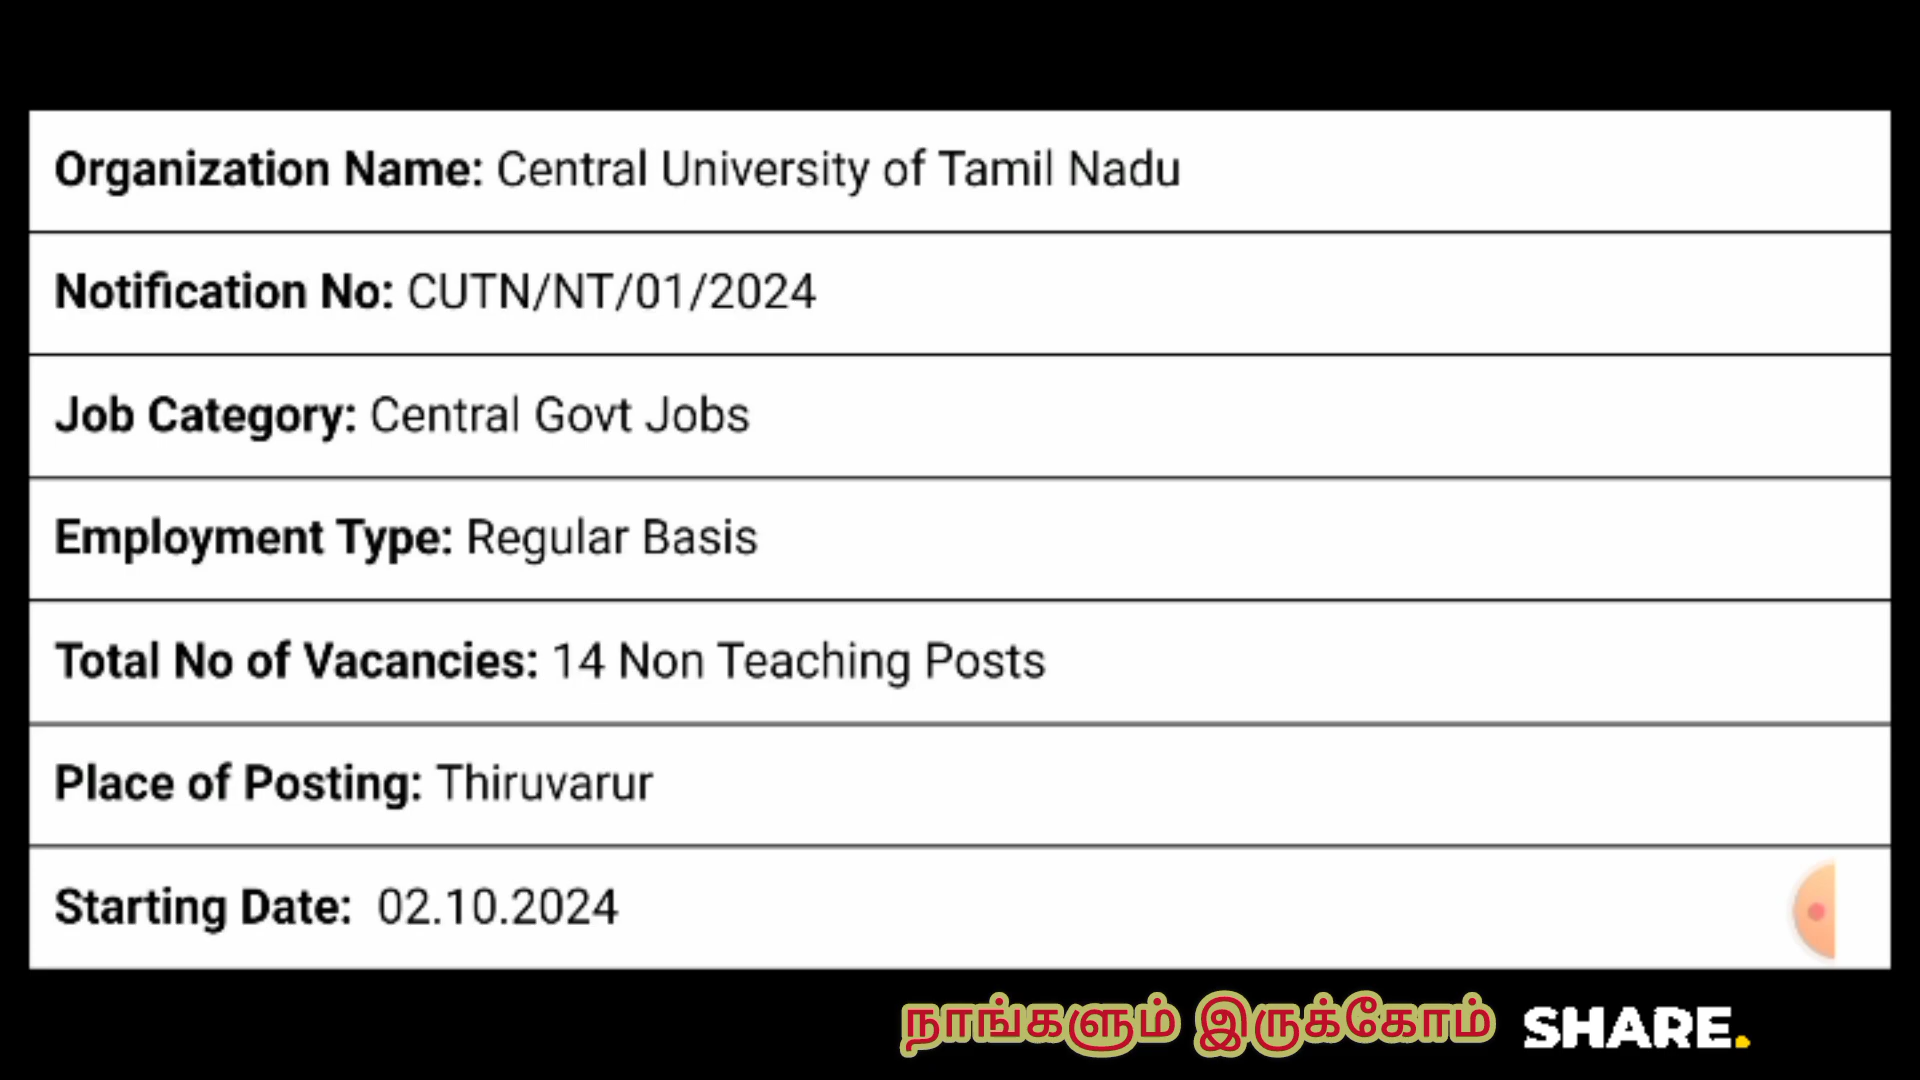 Organization Name: Central University of Tamil Nadu
Notification No: CUTN/NT/01/2024
Job Category: Central Govt Jobs
Employment Type: Regular Basis
Total No of Vacancies: 14 Non Teaching Posts
Place of Posting: Thiruvarur
Starting Date: 02.10.2024
நாங்களும் இருக்கோம் SHARE.